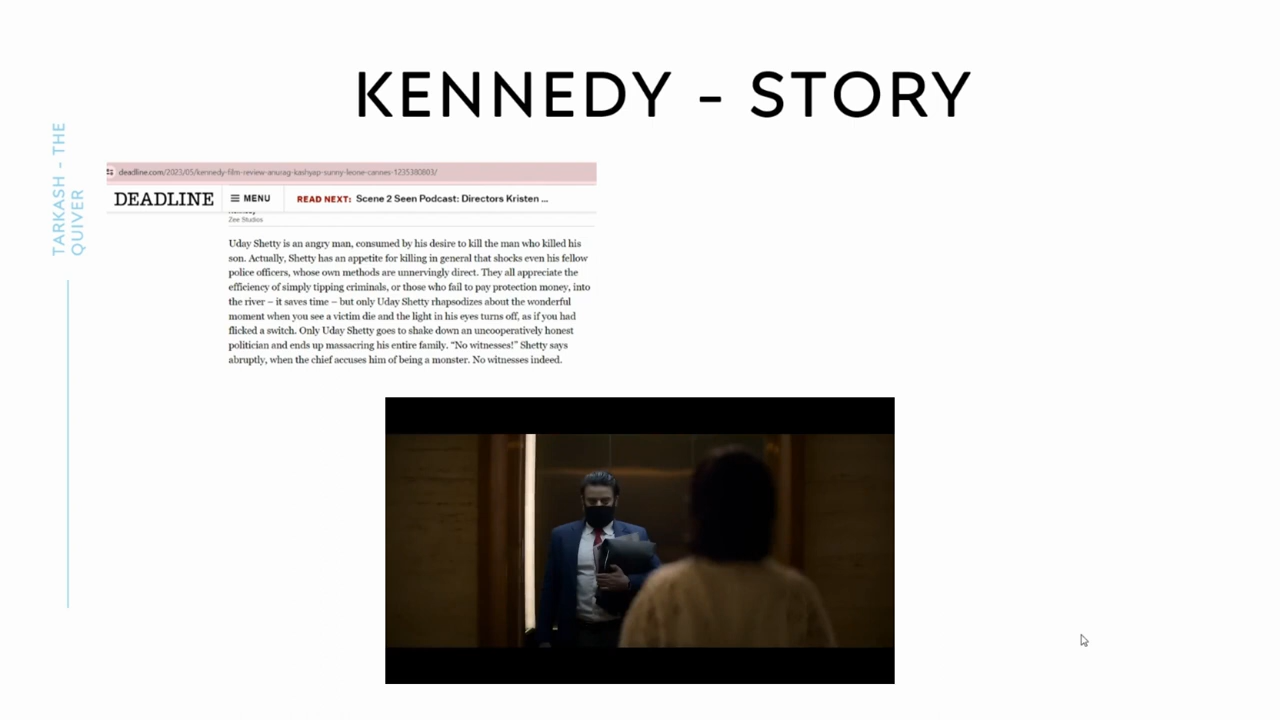 KENNEDY - STORY
TARKASH - THE
QUIVER
deadline.com/2023/05/kennedy-film-review-anurag-kashyap-sunny-leone-cannes-1235380803/
DEADLINE
MENU
READ NEXT: Scene 2 Seen Podcast: Directors Kristen ...
Kennedy
Zee Studios
Uday Shetty is an angry man, consumed by his desire to kill the man who killed his
son. Actually, Shetty has an appetite for killing in general that shocks even his fellow
police officers, whose own methods are unnervingly direct. They all appreciate the
efficiency of simply tipping criminals, or those who fail to pay protection money, into
the river – it saves time – but only Uday Shetty rhapsodizes about the wonderful
moment when you see a victim die and the light in his eyes turns off, as if you had
flicked a switch. Only Uday Shetty goes to shake down an uncooperatively honest
politician and ends up massacring his entire family. “No witnesses!” Shetty says
abruptly, when the chief accuses him of being a monster. No witnesses indeed.